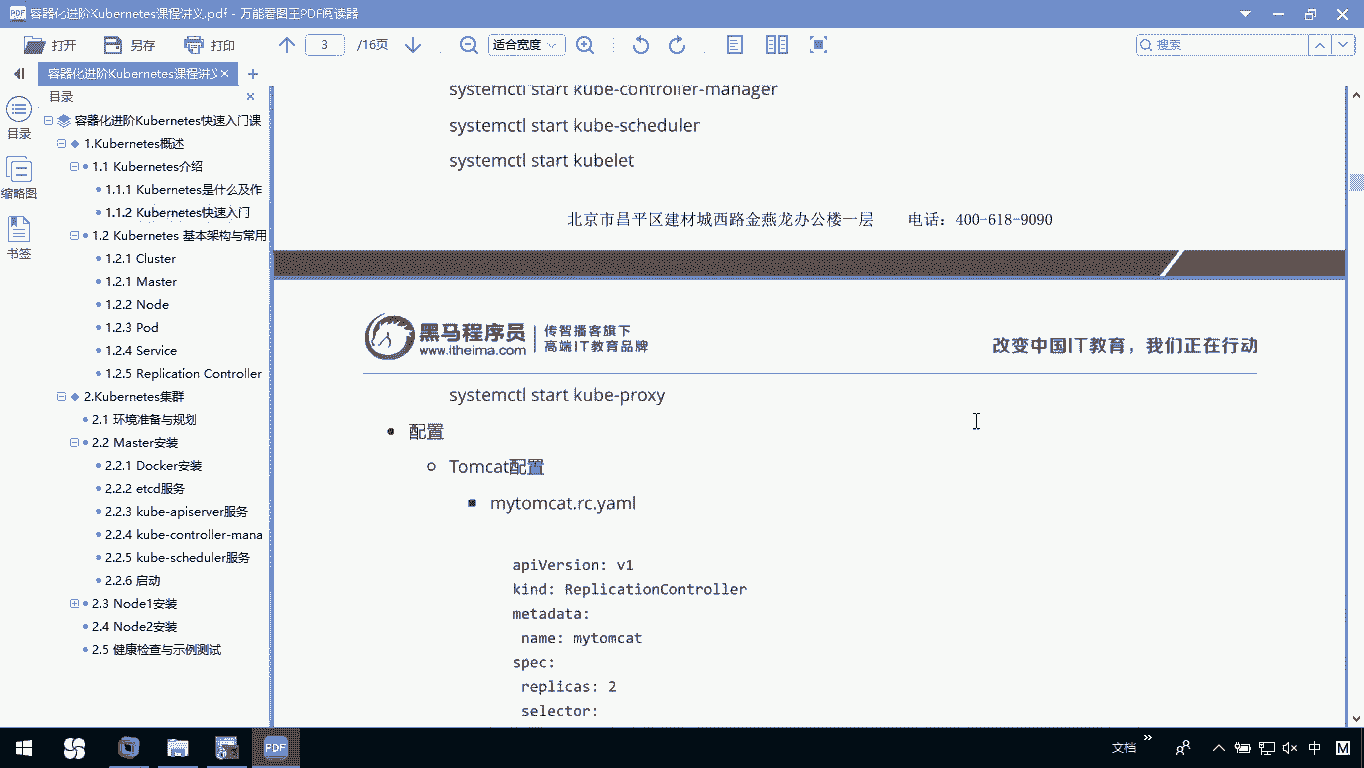 容器化进阶Kubernetes课程讲义.pdf - 万能看图王PDF阅读器
打开 另存 打印 3 /16页 适合宽度 搜索
容器化进阶Kubernetes课程讲义
目录
目录
缩略图
书签
容器化进阶Kubernetes快速入门课
1.Kubernetes概述
1.1 Kubernetes介绍
1.1.1 Kubernetes是什么及作
1.1.2 Kubernetes快速入门
1.2 Kubernetes 基本架构与常用
1.2.1 Cluster
1.2.1 Master
1.2.2 Node
1.2.3 Pod
1.2.4 Service
1.2.5 Replication Controller
2.Kubernetes集群
2.1 环境准备与规划
2.2 Master安装
2.2.1 Docker安装
2.2.2 etcd服务
2.2.3 kube-apiserver服务
2.2.4 kube-controller-mana
2.2.5 kube-scheduler服务
2.2.6 启动
2.3 Node1安装
2.4 Node2安装
2.5 健康检查与示例测试
systemctl start kube-controller-manager
systemctl start kube-scheduler
systemctl start kubelet
北京市昌平区建材城西路金燕龙办公楼一层 电话：400-618-9090
黑马程序员
www.itheima.com
传智播客旗下
高端IT教育品牌
改变中国IT教育，我们正在行动
systemctl start kube-proxy
配置
Tomcat配置
mytomcat.rc.yaml
apiVersion: v1
kind: ReplicationController
metadata:
name: mytomcat
spec:
replicas: 2
selector:
PDF
文档 中 M